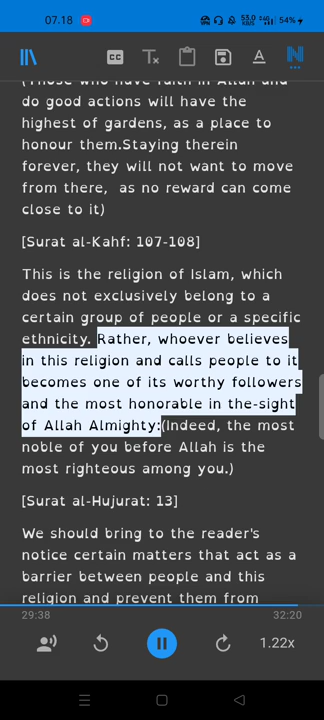 07.18
53.0
KB/S
54%
CC
(Those who have faith in Allah and
do good actions will have the
highest of gardens, as a place to
honour them.Staying therein
forever, they will not want to move
from there, as no reward can come
close to it)
[Surat al-Kahf: 107-108]
This is the religion of Islam, which
does not exclusively belong to a
certain group of people or a specific
ethnicity. Rather, whoever believes
in this religion and calls people to it
becomes one of its worthy followers
and the most honorable in the-sight
of Allah Almighty:(Indeed, the most
noble of you before Allah is the
most righteous among you.)
[Surat al-Hujurat: 13]
We should bring to the reader's
notice certain matters that act as a
barrier between people and this
religion and prevent them from
29:38
32:20
1.22x